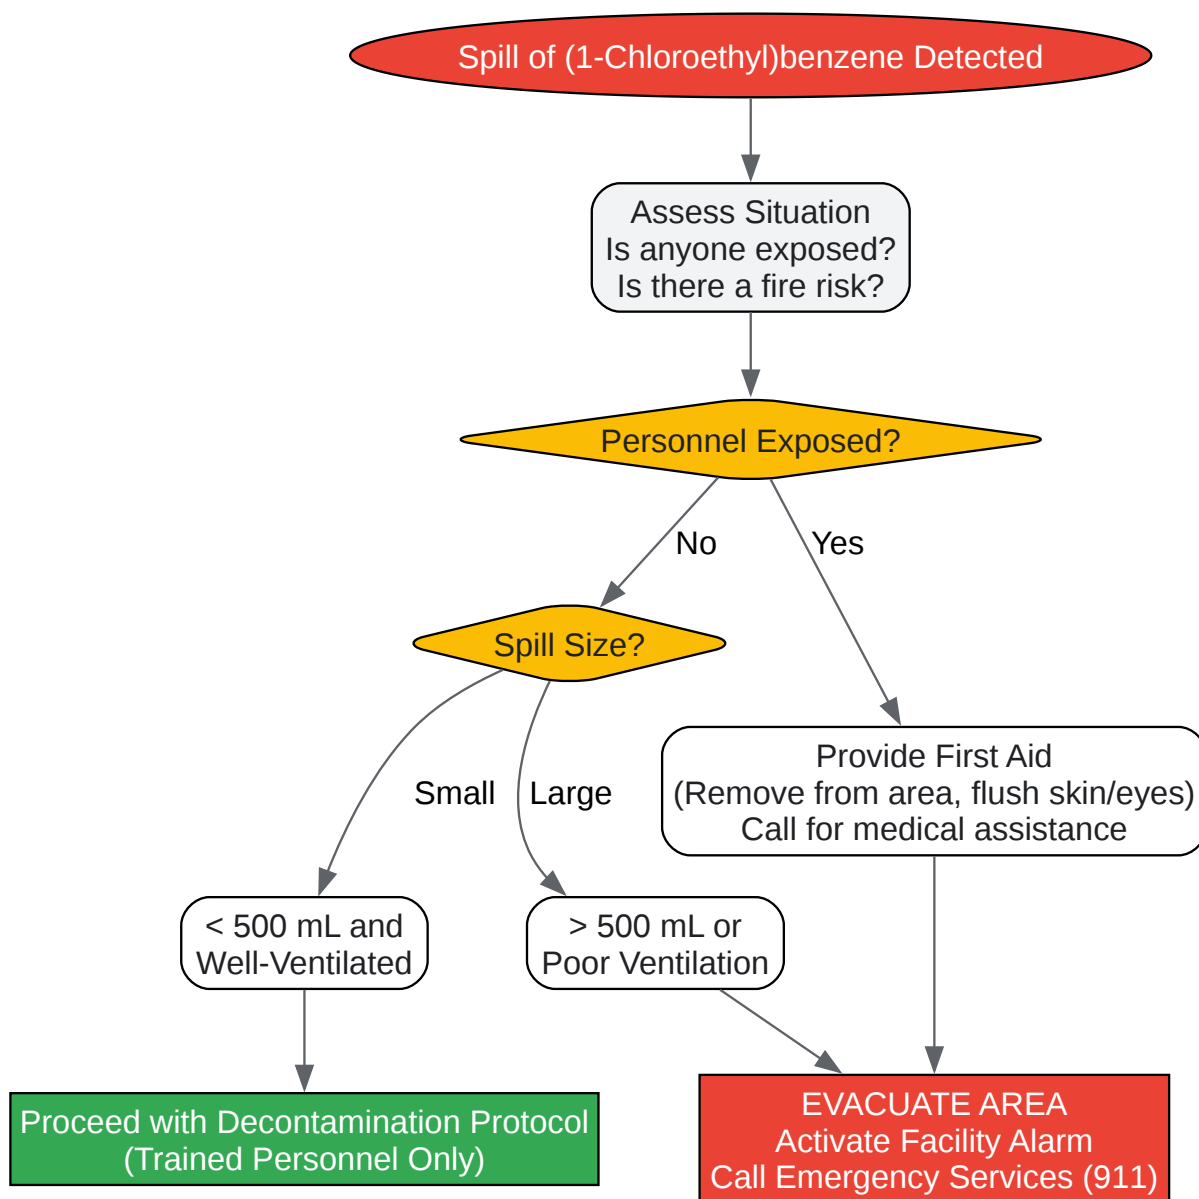 Spill of (1-Chloroethyl)benzene Detected
Assess Situation
Is anyone exposed?
Is there a fire risk?
Personnel Exposed?
No
Yes
Spill Size?
Small
Large
Provide First Aid
(Remove from area, flush skin/eyes)
Call for medical assistance
< 500 mL and
Well-Ventilated
> 500 mL or
Poor Ventilation
Proceed with Decontamination Protocol
(Trained Personnel Only)
EVACUATE AREA
Activate Facility Alarm
Call Emergency Services (911)